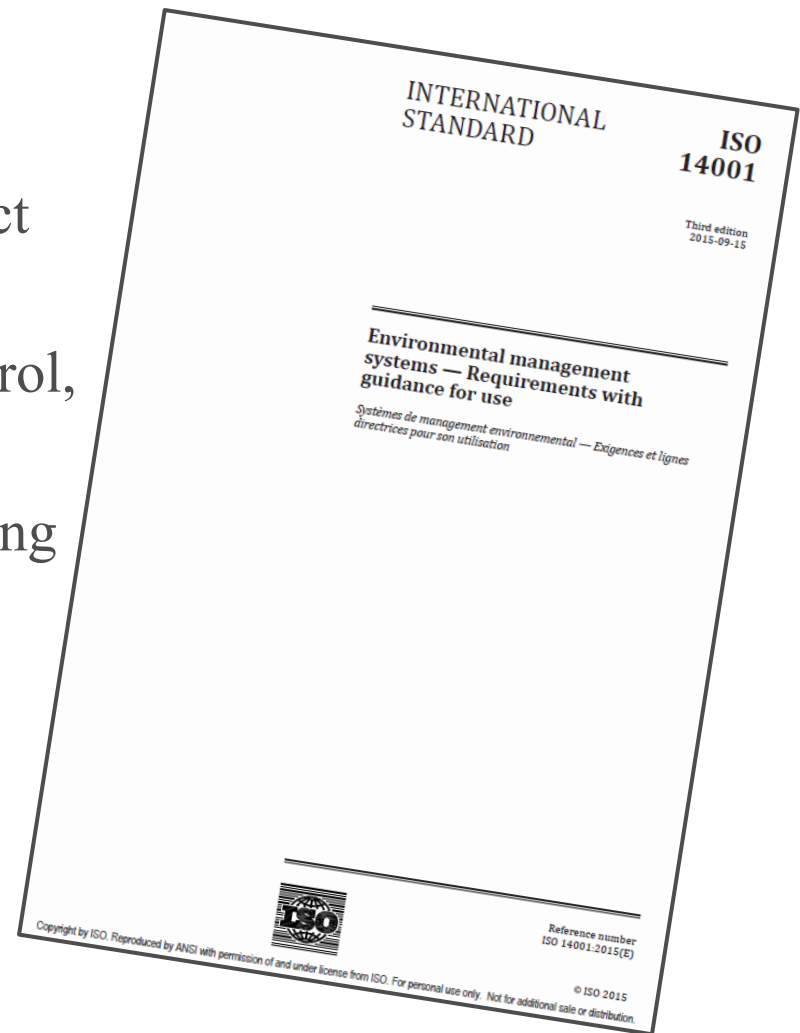 ct
rol,
ng
INTERNATIONAL
STANDARD
ISO
14001
Third edition
2015-09-15
Environmental management
systems — Requirements with
guidance for use
Systèmes de management environnemental — Exigences et lignes
directrices pour son utilisation
ISO
Reference number
ISO 14001:2015(E)
© ISO 2015
Copyright by ISO. Reproduced by ANSI with permission of and under license from ISO. For personal use only. Not for additional sale or distribution.